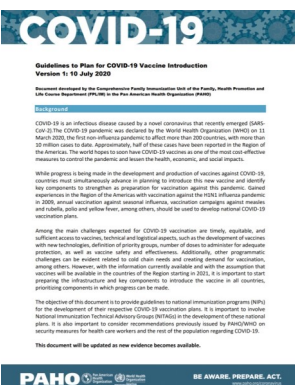 COVID-19
Guidelines to Plan for COVID-19 Vaccine Introduction
Version 1: 10 July 2020
Document developed by the Comprehensive Family Immunization Unit of the Family, Health Promotion and
Life Course Department (FPL/IM) in the Pan American Health Organization (PAHO)
Background
COVID-19 is an infectious disease caused by a novel coronavirus that recently emerged (SARS-
CoV-2).The COVID-19 pandemic was declared by the World Health Organization (WHO) on 11
March 2020, the first non-influenza pandemic to affect more than 200 countries, with more than
10 million cases to date. Approximately, half of these cases have been reported in the Region of
the Americas. The world hopes to soon have COVID-19 vaccines as one of the most cost-effective
measures to control the pandemic and lessen the health, economic, and social impacts.
While progress is being made in the development and production of vaccines against COVID-19,
countries must simultaneously advance in planning to introduce this new vaccine and identify
key components to strengthen as preparation for vaccination against this pandemic. Gained
experiences in the Region of the Americas with vaccination against the H1N1 influenza pandemic
in 2009, annual vaccination against seasonal influenza, vaccination campaigns against measles
and rubella, polio and yellow fever, among others, should be used to develop national COVID-19
vaccination plans.
Among the main challenges expected for COVID-19 vaccination are timely, equitable, and
sufficient access to vaccines, technical and logistical aspects, such as the development of vaccines
with new technologies, definition of priority groups, number of doses to administer for adequate
protection, as well as vaccine safety and effectiveness. Additionally, other programmatic
challenges can be evident related to cold chain needs and creating demand for vaccination,
among others. However, with the information currently available and with the assumption that
vaccines will be available in the countries of the Region starting in 2021, it is important to start
preparing the infrastructure and key components to introduce the vaccine in all countries,
prioritizing components in which progress can be made.
The objective of this document is to provide guidelines to national immunization programs (NIPs)
for the development of their respective COVID-19 vaccination plans. It is important to involve
National Immunization Technical Advisory Groups (NITAGs) in the development of these national
plans. It is also important to consider recommendations previously issued by PAHO/WHO on
security measures for health care workers and the rest of the population regarding COVID-19.
This document will be updated as new evidence becomes available.
PAHO
BE AWARE. PREPARE. ACT.